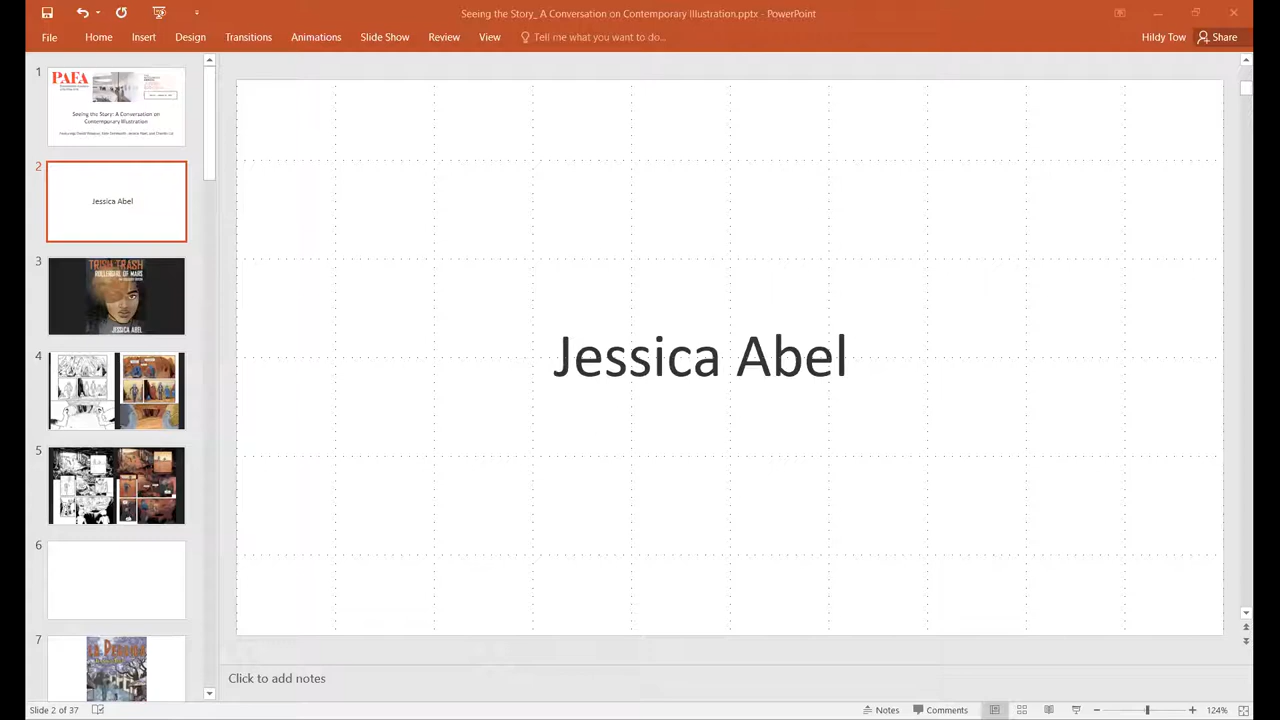 Seeing the Story_ A Conversation on Contemporary Illustration.pptx - PowerPoint
File Home Insert Design Transitions Animations Slide Show Review View Tell me what you want to do... Hildy Tow Share
1
PAFA
Seeing the Story: A Conversation on
Contemporary Illustration
2
Jessica Abel
3
TRISH TRASH
ROLLERGIRL OF MARS
JESSICA ABEL
4
5
6
7
LA PERDIDA
Jessica Abel
Click to add notes
Slide 2 of 37 Notes Comments 124%